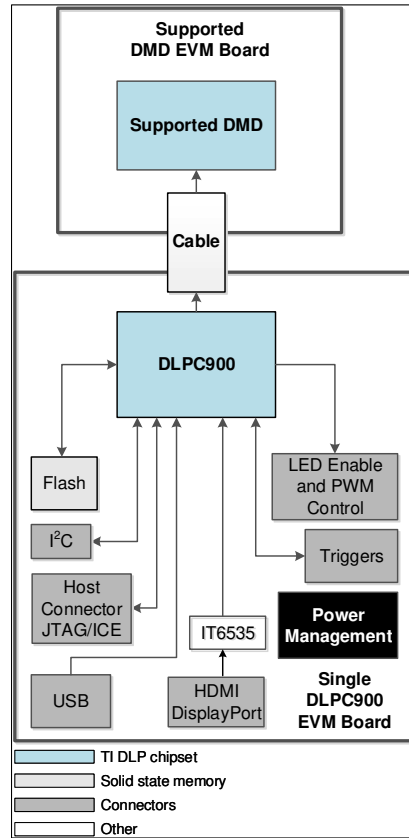 Supported
DMD EVM Board
Supported DMD
Cable
DLPC900
Flash
LED Enable
and PWM
Control
I²C
Triggers
Host
Connector
JTAG/ICE
IT6535
Power
Management
USB
HDMI
DisplayPort
Single
DLPC900
EVM Board
TI DLP chipset
Solid state memory
Connectors
Other